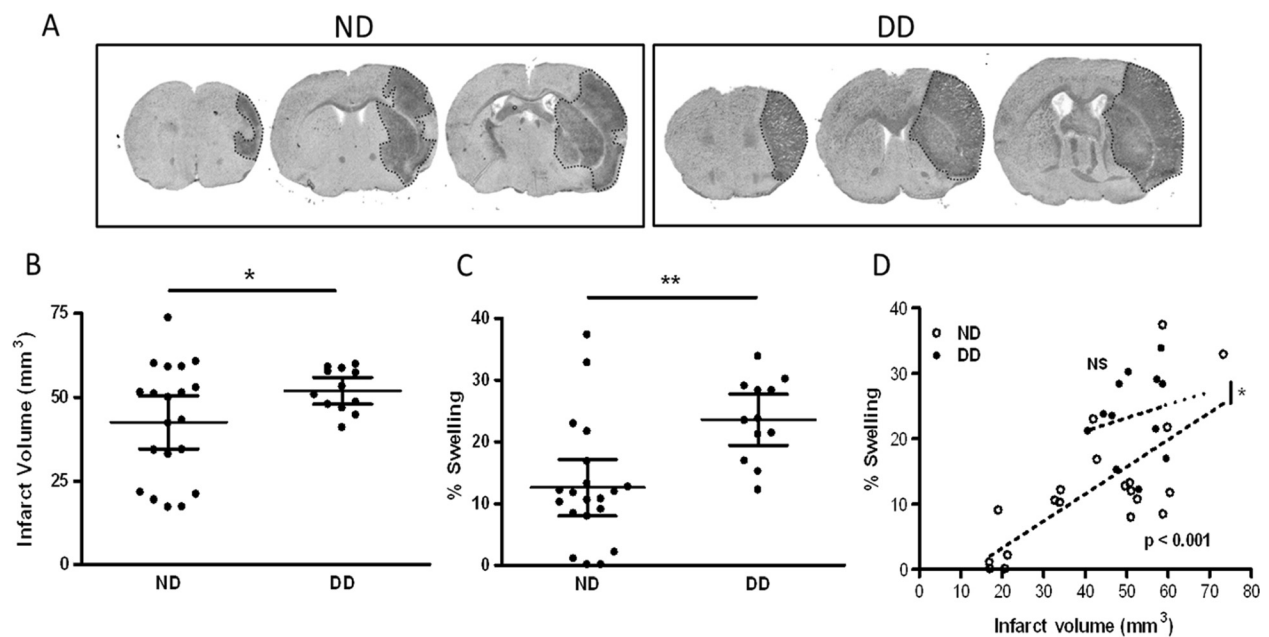 A
ND
DD
B
*
Infarct Volume (mm³)
75
50
25
0
ND
DD
C
**
% Swelling
40
30
20
10
0
ND
DD
D
% Swelling
40
30
20
10
0
ND
DD
NS
*
p < 0.001
0 10 20 30 40 50 60 70 80
Infarct volume (mm³)